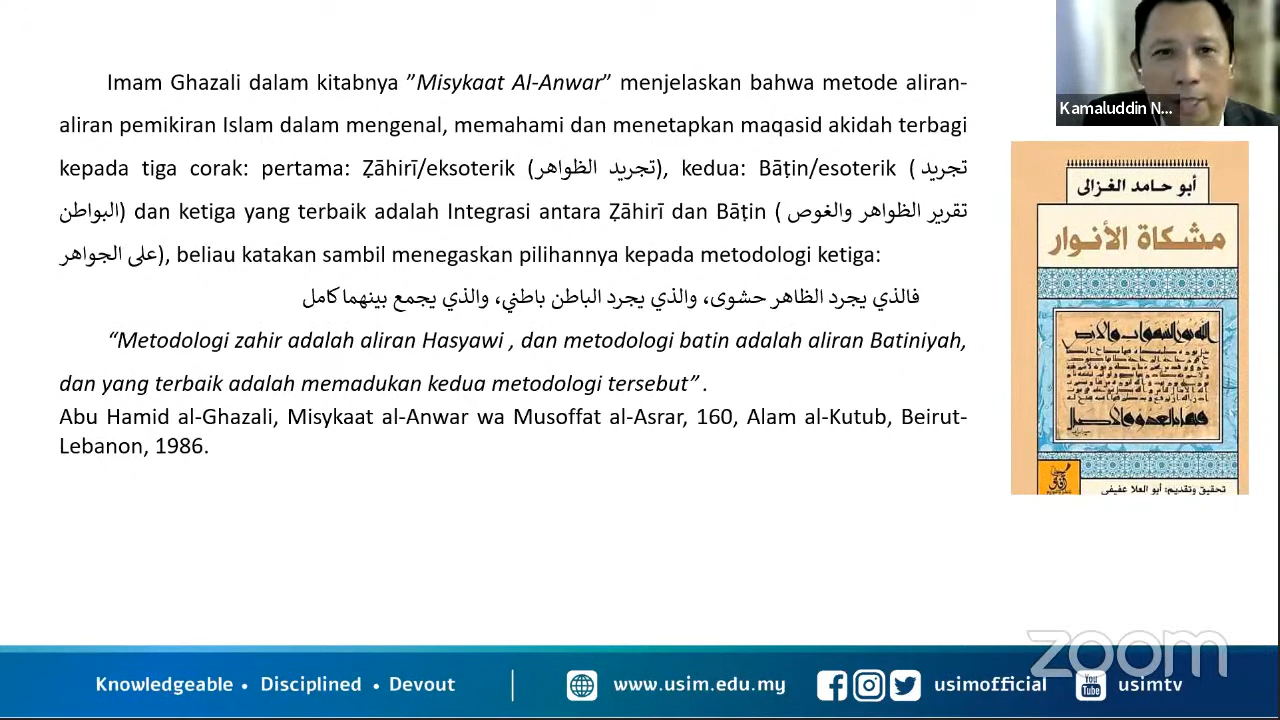 Imam Ghazali dalam kitabnya ”Misykaat Al-Anwar” menjelaskan bahwa metode aliran-
aliran pemikiran Islam dalam mengenal, memahami dan menetapkan maqasid akidah terbagi
kepada tiga corak: pertama: Ẓāhirī/eksoterik (تجريد الظواهر), kedua: Bāṭin/esoterik ( تجريد
البواطن) dan ketiga yang terbaik adalah Integrasi antara Ẓāhirī dan Bāṭin ( تقرير الظواهر والغوص
على الجواهر), beliau katakan sambil menegaskan pilihannya kepada metodologi ketiga:
فالذي يجرد الظاهر حشوى، والذي يجرد الباطن باطني، والذي يجمع بينهما كامل
“Metodologi zahir adalah aliran Hasyawi , dan metodologi batin adalah aliran Batiniyah,
dan yang terbaik adalah memadukan kedua metodologi tersebut” .
Abu Hamid al-Ghazali, Misykaat al-Anwar wa Musoffat al-Asrar, 160, Alam al-Kutub, Beirut-
Lebanon, 1986.
Kamaluddin N...
أبو حامد الغزالى
مشكاة الأنوار
تحقيق وتقديم: أبو العلا عفيفى
zoom
Knowledgeable • Disciplined • Devout
www.usim.edu.my
usimofficial
You Tube usimtv